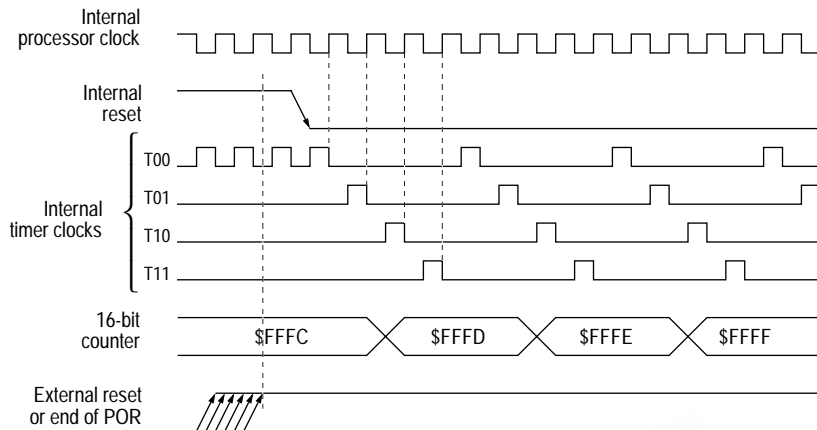 Internal
processor clock
Internal
reset
Internal
timer clocks
T00
T01
T10
T11
16-bit
counter
$FFFC
$FFFD
$FFFE
$FFFF
External reset
or end of POR